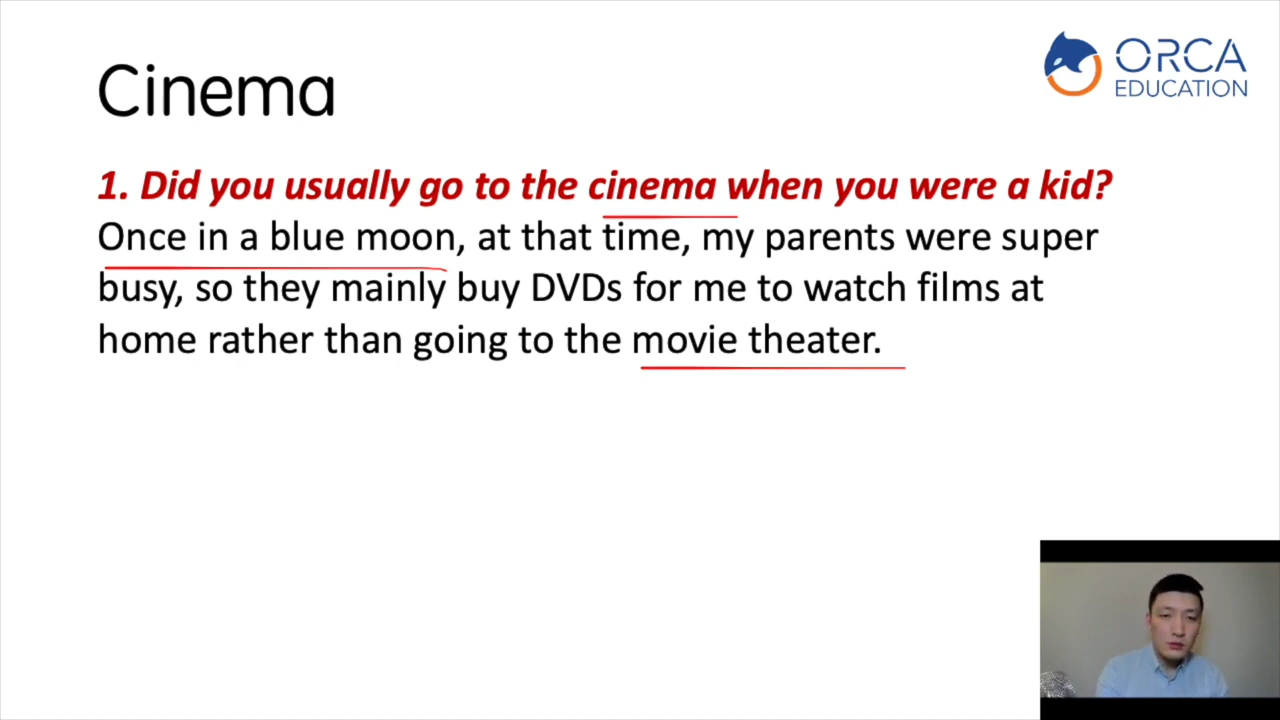 ORCA
EDUCATION
Cinema
1. Did you usually go to the cinema when you were a kid?
Once in a blue moon, at that time, my parents were super
busy, so they mainly buy DVDs for me to watch films at
home rather than going to the movie theater.